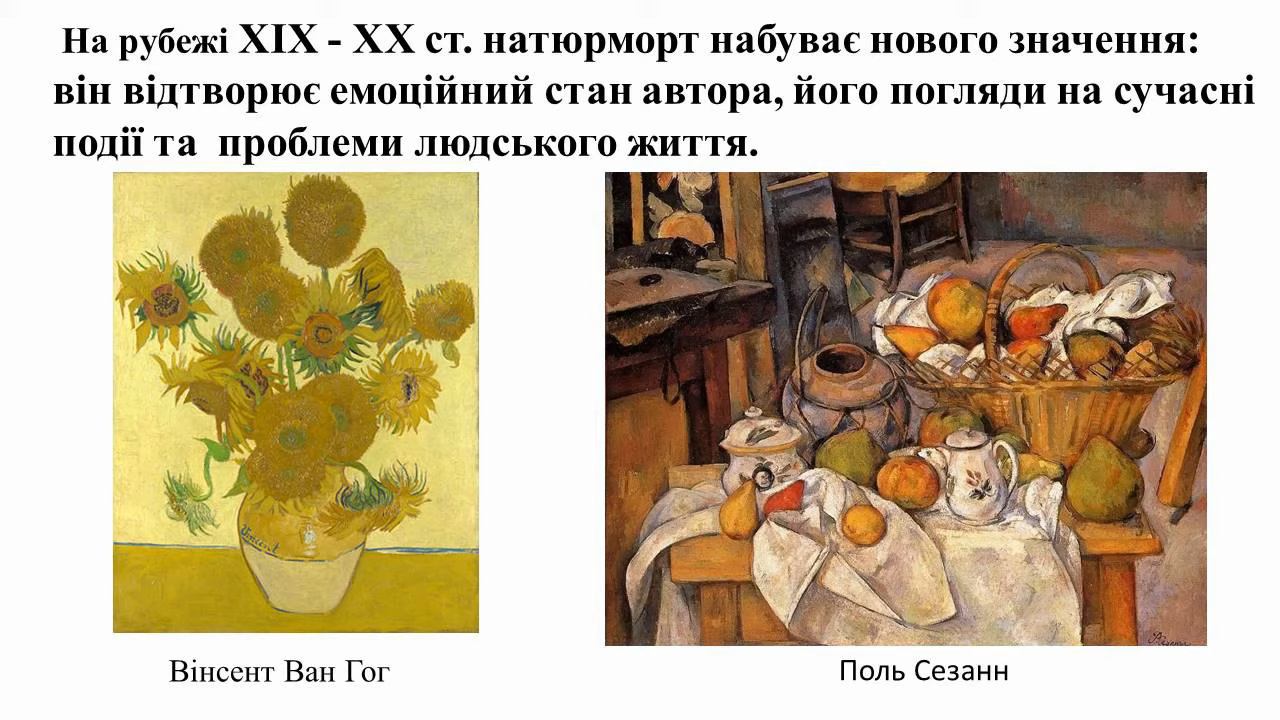 На рубежі XIX - XX ст. натюрморт набуває нового значення:
він відтворює емоційний стан автора, його погляди на сучасні
події та  проблеми людського життя.
Vincent
Вінсент Ван Гог
Поль Сезанн